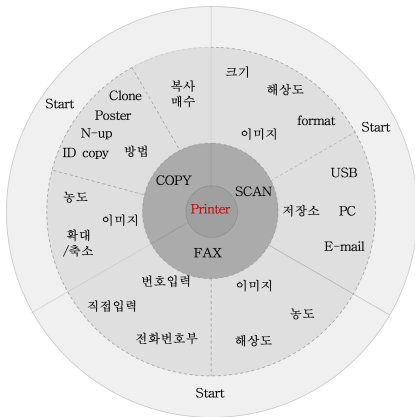 크기
복사
매수
해상도
Clone
Start
Poster
format
N-up
이미지
Start
ID copy
방법
USB
COPY
SCAN
농도
이미지
Printer
저장소
PC
확대
/축소
E-mail
FAX
번호입력
이미지
직접입력
농도
전화번호부
해상도
Start